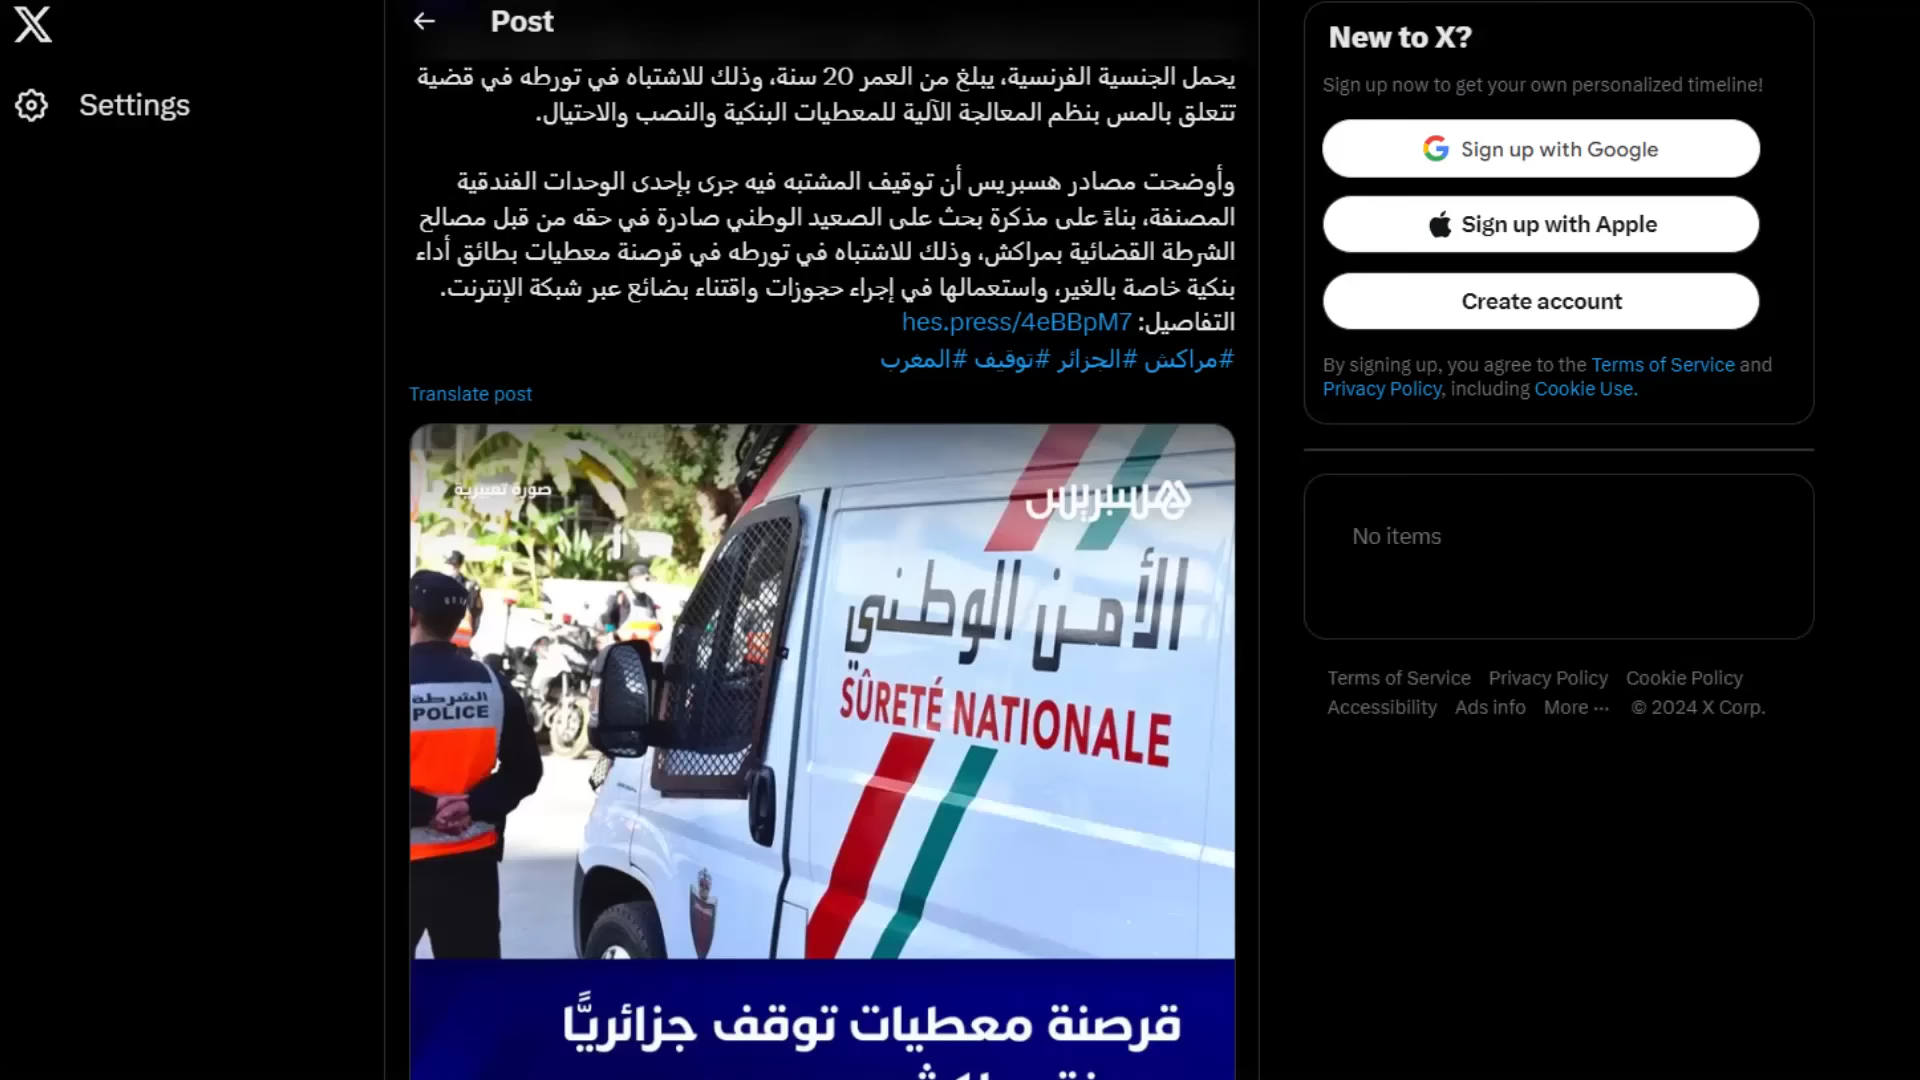 Post
Settings
يحمل الجنسية الفرنسية، يبلغ من العمر 20 سنة، وذلك للاشتباه في تورطه في قضية
تتعلق بالمس بنظم المعالجة الآلية للمعطيات البنكية والنصب والاحتيال.
وأوضحت مصادر هسبريس أن توقيف المشتبه فيه جرى بإحدى الوحدات الفندقية
المصنفة، بناءً على مذكرة بحث على الصعيد الوطني صادرة في حقه من قبل مصالح
الشرطة القضائية بمراكش، وذلك للاشتباه في تورطه في قرصنة معطيات بطائق أداء
بنكية خاصة بالغير، واستعمالها في إجراء حجوزات واقتناء بضائع عبر شبكة الإنترنت.
التفاصيل: hes.press/4eBBpM7
#مراكش #الجزائر #توقيف #المغرب
Translate post
صورة تعبيرية
هسبريس
الأمن الوطني
SÛRETÉ NATIONALE
الشرطة
POLICE
قرصنة معطيات توقف جزائريًّا
New to X?
Sign up now to get your own personalized timeline!
Sign up with Google
Sign up with Apple
Create account
By signing up, you agree to the Terms of Service and
Privacy Policy, including Cookie Use.
No items
Terms of Service Privacy Policy Cookie Policy
Accessibility Ads info More ··· © 2024 X Corp.